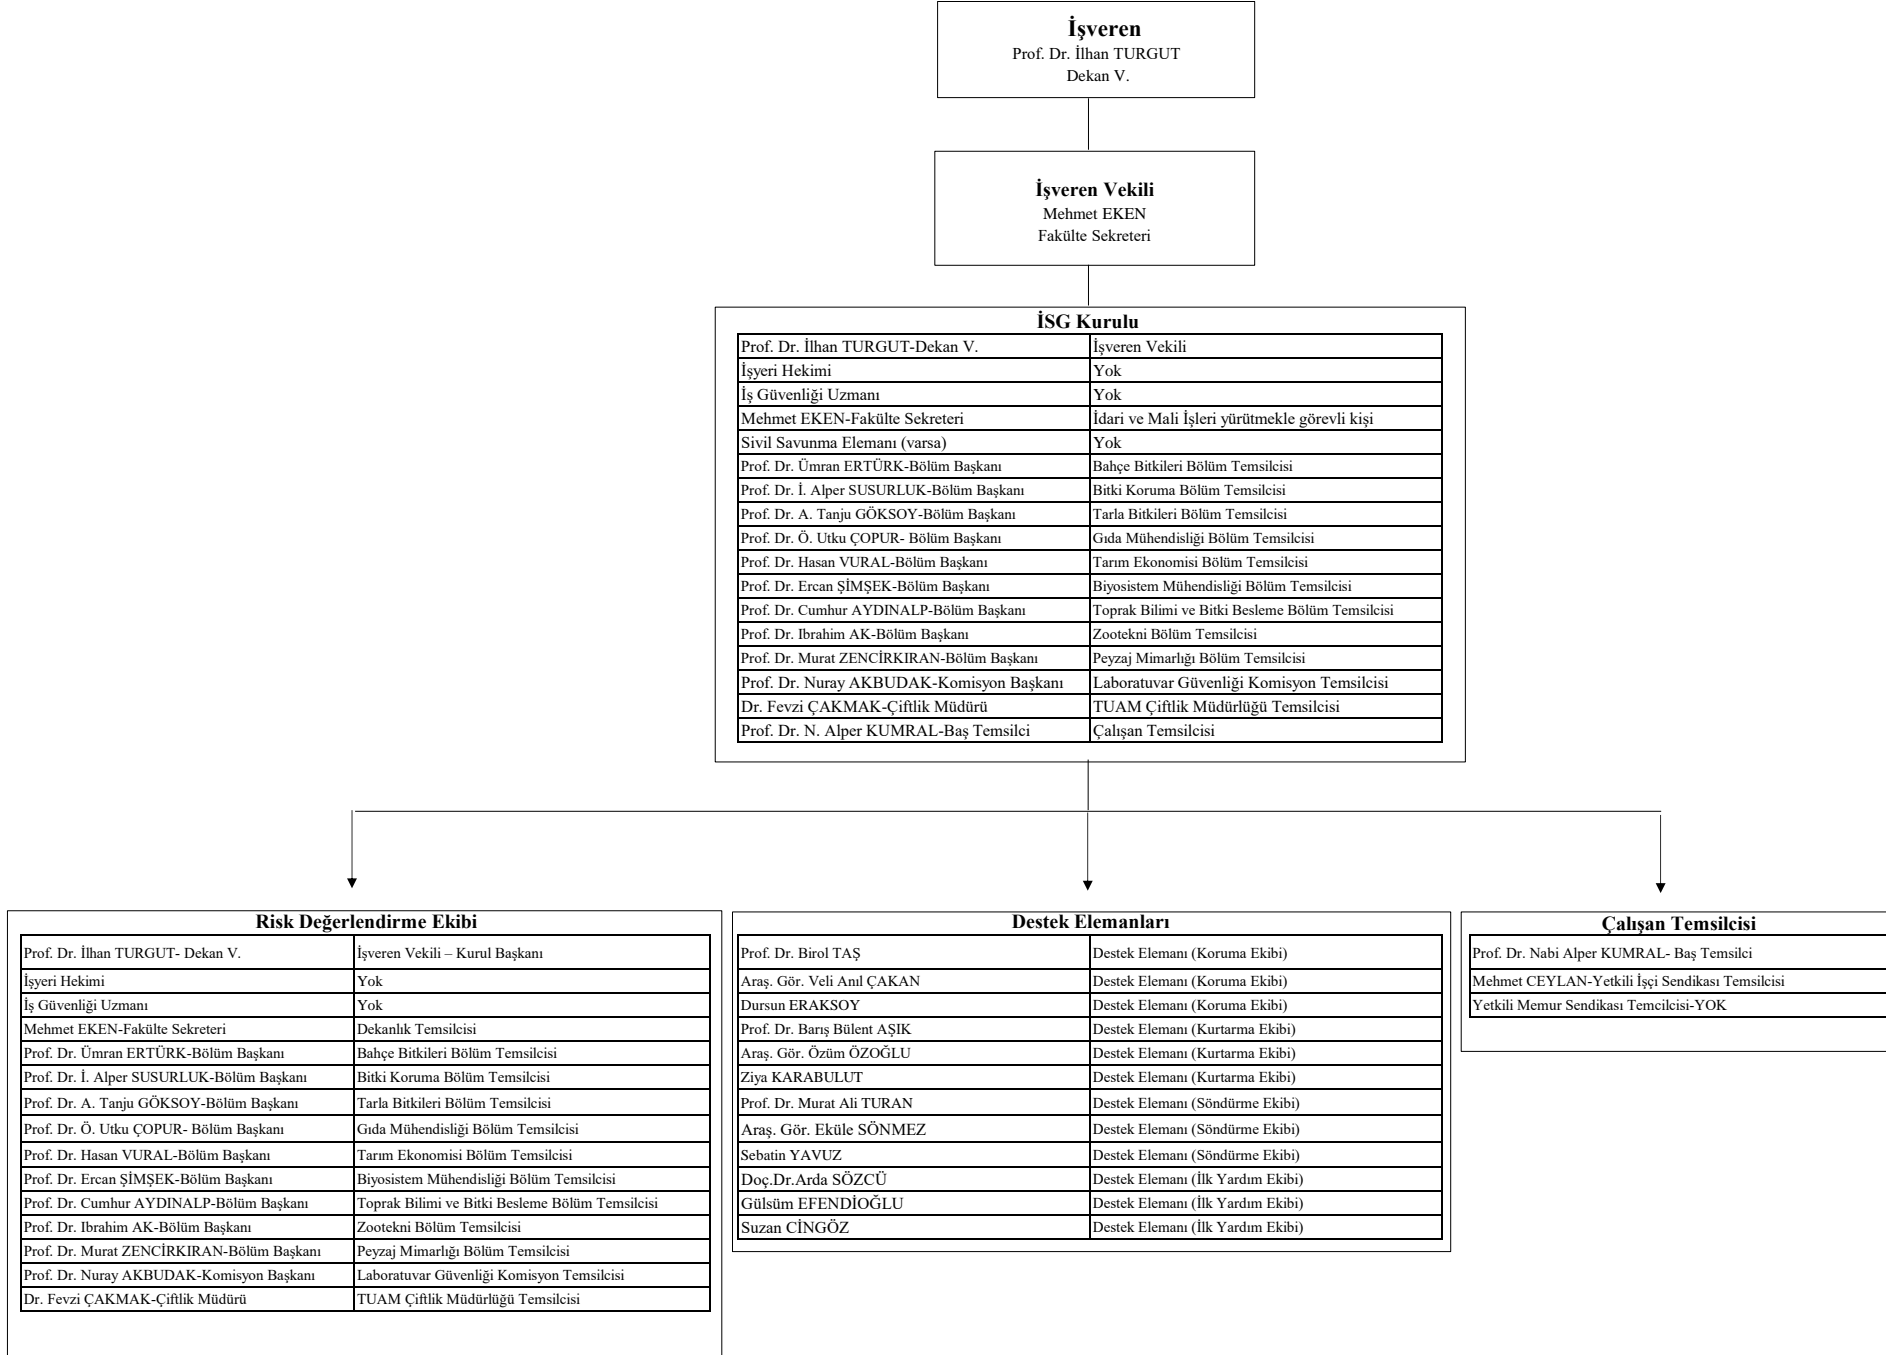 İşveren
Prof. Dr. İlhan TURGUT
Dekan V.
İşveren Vekili
Mehmet EKEN
Fakülte Sekreteri
İSG Kurulu
Prof. Dr. İlhan TURGUT-Dekan V. İşveren Vekili
İşyeri Hekimi Yok
İş Güvenliği Uzmanı Yok
Mehmet EKEN-Fakülte Sekreteri İdari ve Mali İşleri yürütmekle görevli kişi
Sivil Savunma Elemanı (varsa) Yok
Prof. Dr. Ümran ERTÜRK-Bölüm Başkanı Bahçe Bitkileri Bölüm Temsilcisi
Prof. Dr. İ. Alper SUSURLUK-Bölüm Başkanı Bitki Koruma Bölüm Temsilcisi
Prof. Dr. A. Tanju GÖKSOY-Bölüm Başkanı Tarla Bitkileri Bölüm Temsilcisi
Prof. Dr. Ö. Utku ÇOPUR- Bölüm Başkanı Gıda Mühendisliği Bölüm Temsilcisi
Prof. Dr. Hasan VURAL-Bölüm Başkanı Tarım Ekonomisi Bölüm Temsilcisi
Prof. Dr. Ercan ŞİMŞEK-Bölüm Başkanı Biyosistem Mühendisliği Bölüm Temsilcisi
Prof. Dr. Cumhur AYDINALP-Bölüm Başkanı Toprak Bilimi ve Bitki Besleme Bölüm Temsilcisi
Prof. Dr. Ibrahim AK-Bölüm Başkanı Zootekni Bölüm Temsilcisi
Prof. Dr. Murat ZENCİRKIRAN-Bölüm Başkanı Peyzaj Mimarlığı Bölüm Temsilcisi
Prof. Dr. Nuray AKBUDAK-Komisyon Başkanı Laboratuvar Güvenliği Komisyon Temsilcisi
Dr. Fevzi ÇAKMAK-Çiftlik Müdürü TUAM Çiftlik Müdürlüğü Temsilcisi
Prof. Dr. N. Alper KUMRAL-Baş Temsilci Çalışan Temsilcisi
Risk Değerlendirme Ekibi
Prof. Dr. İlhan TURGUT- Dekan V. İşveren Vekili – Kurul Başkanı
İşyeri Hekimi Yok
İş Güvenliği Uzmanı Yok
Mehmet EKEN-Fakülte Sekreteri Dekanlık Temsilcisi
Prof. Dr. Ümran ERTÜRK-Bölüm Başkanı Bahçe Bitkileri Bölüm Temsilcisi
Prof. Dr. İ. Alper SUSURLUK-Bölüm Başkanı Bitki Koruma Bölüm Temsilcisi
Prof. Dr. A. Tanju GÖKSOY-Bölüm Başkanı Tarla Bitkileri Bölüm Temsilcisi
Prof. Dr. Ö. Utku ÇOPUR- Bölüm Başkanı Gıda Mühendisliği Bölüm Temsilcisi
Prof. Dr. Hasan VURAL-Bölüm Başkanı Tarım Ekonomisi Bölüm Temsilcisi
Prof. Dr. Ercan ŞİMŞEK-Bölüm Başkanı Biyosistem Mühendisliği Bölüm Temsilcisi
Prof. Dr. Cumhur AYDINALP-Bölüm Başkanı Toprak Bilimi ve Bitki Besleme Bölüm Temsilcisi
Prof. Dr. Ibrahim AK-Bölüm Başkanı Zootekni Bölüm Temsilcisi
Prof. Dr. Murat ZENCİRKIRAN-Bölüm Başkanı Peyzaj Mimarlığı Bölüm Temsilcisi
Prof. Dr. Nuray AKBUDAK-Komisyon Başkanı Laboratuvar Güvenliği Komisyon Temsilcisi
Dr. Fevzi ÇAKMAK-Çiftlik Müdürü TUAM Çiftlik Müdürlüğü Temsilcisi
Destek Elemanları
Prof. Dr. Birol TAŞ Destek Elemanı (Koruma Ekibi)
Araş. Gör. Veli Anıl ÇAKAN Destek Elemanı (Koruma Ekibi)
Dursun ERAKSOY Destek Elemanı (Koruma Ekibi)
Prof. Dr. Barış Bülent AŞIK Destek Elemanı (Kurtarma Ekibi)
Araş. Gör. Özüm ÖZOĞLU Destek Elemanı (Kurtarma Ekibi)
Ziya KARABULUT Destek Elemanı (Kurtarma Ekibi)
Prof. Dr. Murat Ali TURAN Destek Elemanı (Söndürme Ekibi)
Araş. Gör. Eküle SÖNMEZ Destek Elemanı (Söndürme Ekibi)
Sebatin YAVUZ Destek Elemanı (Söndürme Ekibi)
Doç.Dr.Arda SÖZCÜ Destek Elemanı (İlk Yardım Ekibi)
Gülsüm EFENDİOĞLU Destek Elemanı (İlk Yardım Ekibi)
Suzan CİNGÖZ Destek Elemanı (İlk Yardım Ekibi)
Çalışan Temsilcisi
Prof. Dr. Nabi Alper KUMRAL- Baş Temsilci
Mehmet CEYLAN-Yetkili İşçi Sendikası Temsilcisi
Yetkili Memur Sendikası Temcilcisi-YOK